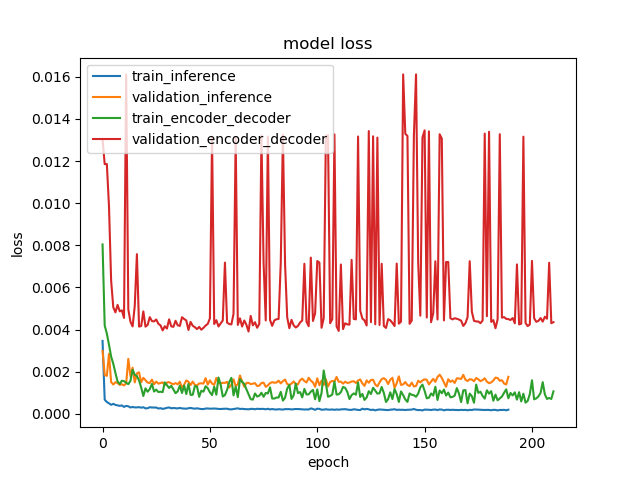 model loss
train_inference
validation_inference
train_encoder_decoder
validation_encoder_decoder
0.016
0.014
0.012
0.010
0.008
0.006
0.004
0.002
0.000
loss
0
50
100
150
200
epoch